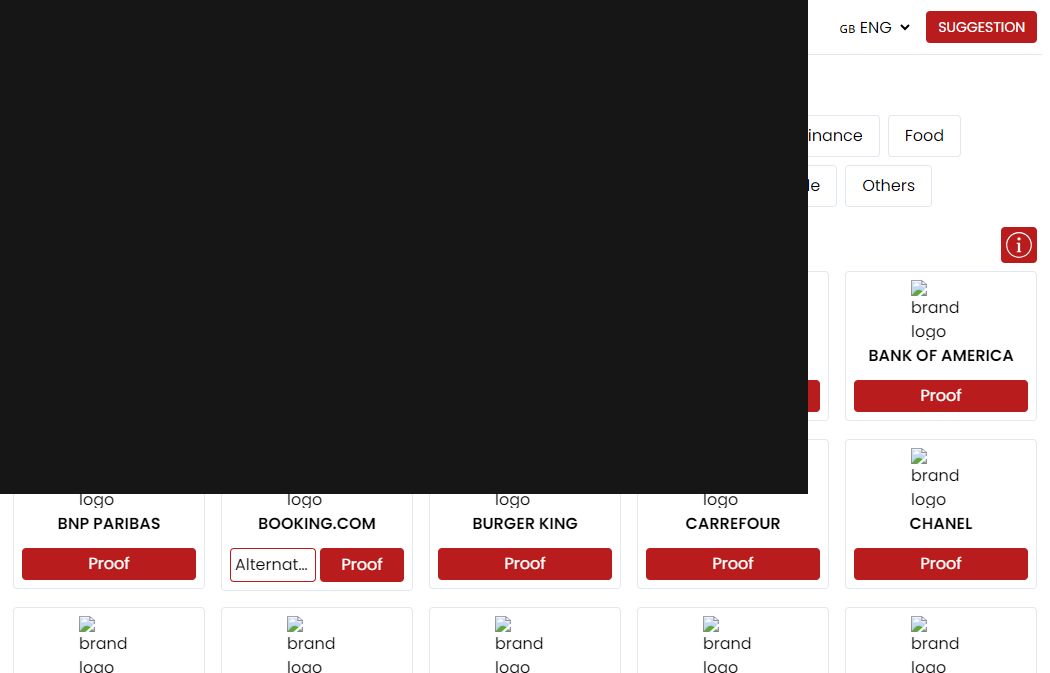 GB ENG
SUGGESTION
Food
Others
brand
logo
BANK OF AMERICA
Proof
brand
logo
logo
logo
logo
logo
BNP PARIBAS
BOOKING.COM
BURGER KING
CARREFOUR
CHANEL
Proof
Alternat...
Proof
Proof
Proof
Proof
brand
logo
brand
logo
brand
logo
brand
logo
brand
logo